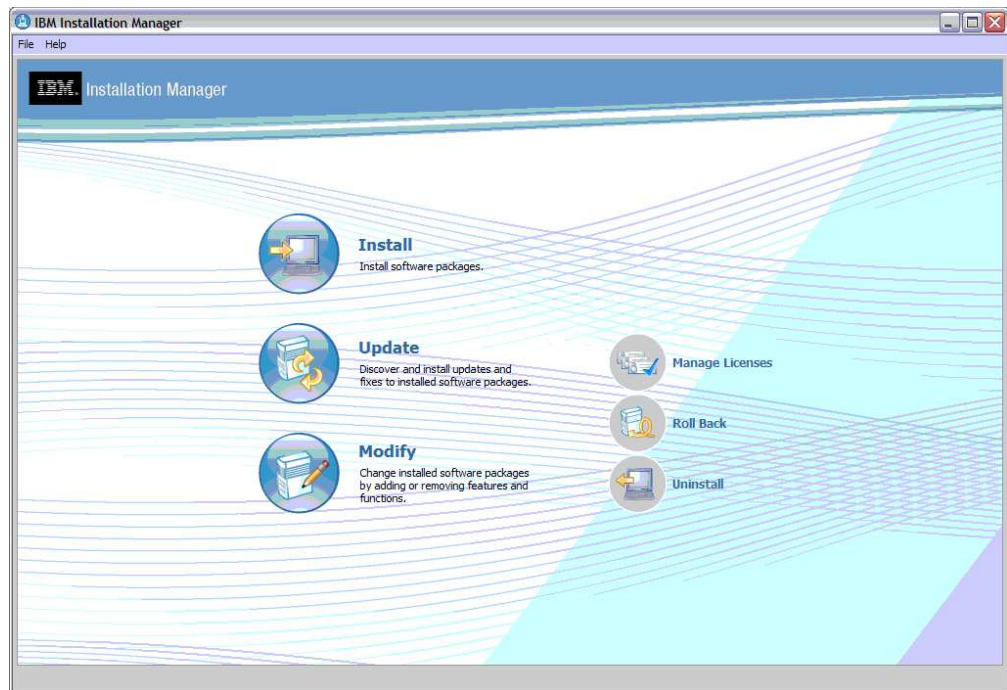 IBM Installation Manager
File Help
IBM. Installation Manager
Install
Install software packages.
Update
Discover and install updates and
fixes to installed software packages.
Manage Licenses
Roll Back
Modify
Change installed software packages
by adding or removing features and
functions.
Uninstall